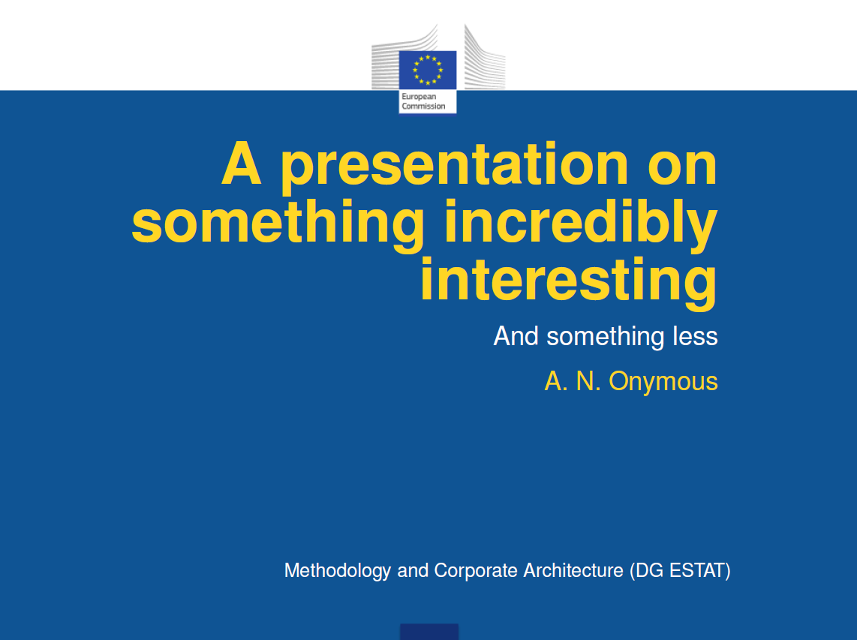 European
Commission
A presentation on
something incredibly
interesting
And something less
A. N. Onymous
Methodology and Corporate Architecture (DG ESTAT)